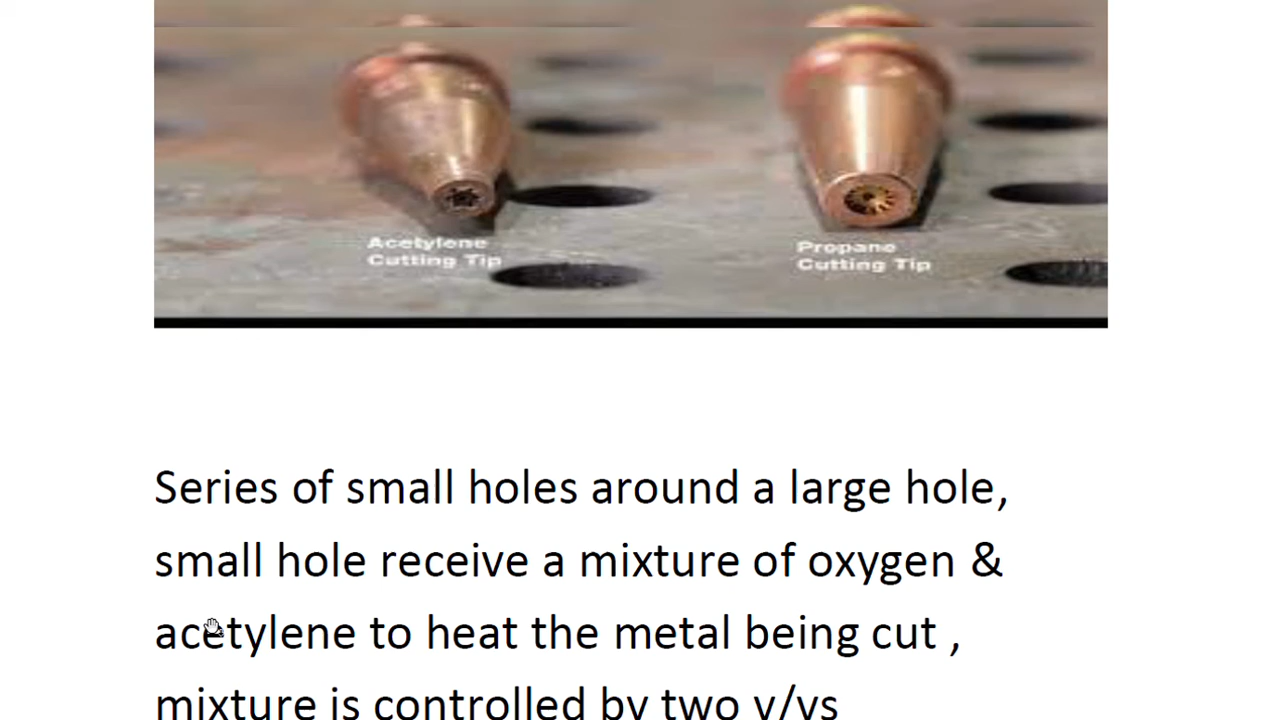 Acetylene
Cutting Tip
Propane
Cutting Tip
Series of small holes around a large hole,
small hole receive a mixture of oxygen &
acetylene to heat the metal being cut ,
mixture is controlled by two v/vs